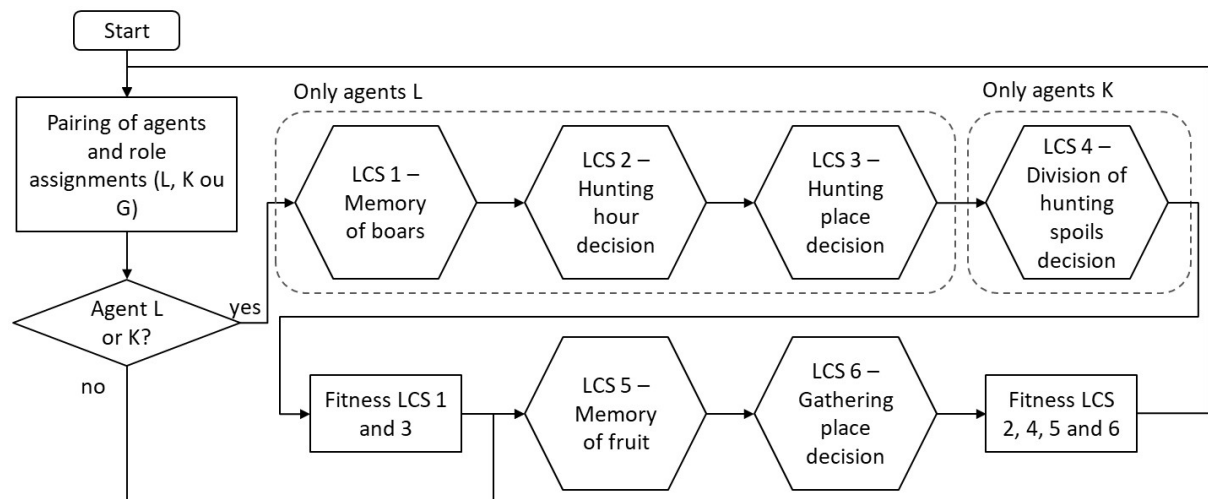 Start
Pairing of agents
and role
assignments (L, K ou
G)
Agent L
or K?
yes
no
Only agents L
LCS 1 –
Memory
of boars
LCS 2 –
Hunting
hour
decision
LCS 3 –
Hunting
place
decision
Only agents K
LCS 4 –
Division of
hunting
spoils
decision
Fitness LCS 1
and 3
LCS 5 –
Memory
of fruit
LCS 6 –
Gathering
place
decision
Fitness LCS
2, 4, 5 and 6